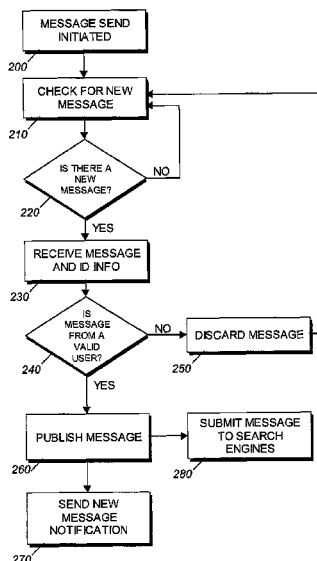 MESSAGE SEND
INITIATED
200
CHECK FOR NEW
MESSAGE
210
IS THERE A
NEW
MESSAGE?
NO
220
YES
RECEIVE MESSAGE
AND ID INFO
230
IS
MESSAGE
FROM A
VALID
USER?
NO
DISCARD MESSAGE
240
250
YES
PUBLISH MESSAGE
SUBMIT MESSAGE
TO SEARCH
ENGINES
260
280
SEND NEW
MESSAGE
NOTIFICATION
270